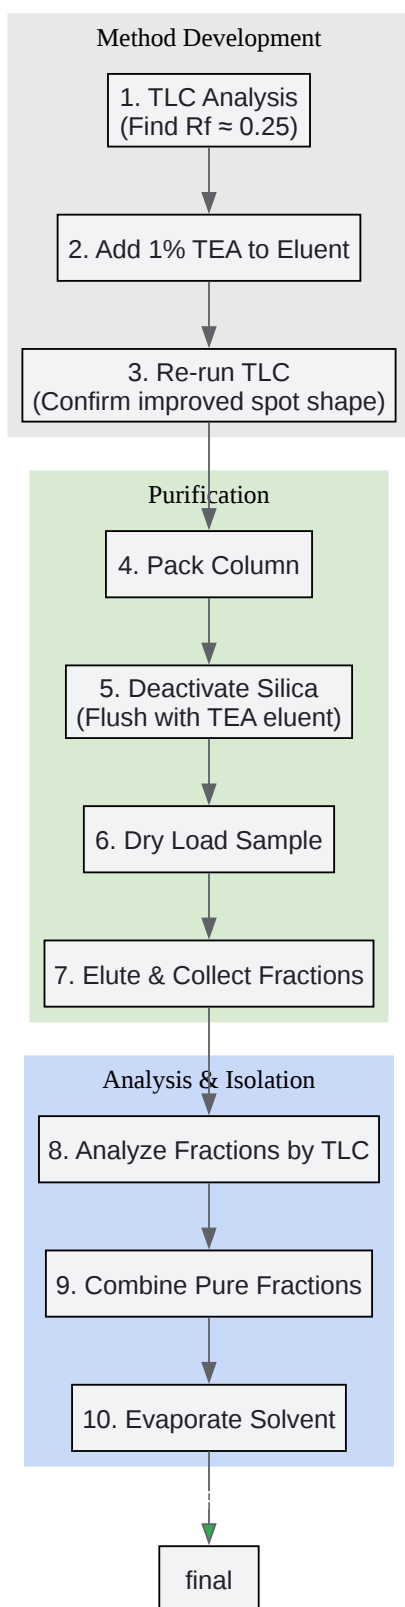 Method Development
1. TLC Analysis
(Find Rf ≈ 0.25)
2. Add 1% TEA to Eluent
3. Re-run TLC
(Confirm improved spot shape)
Purification
4. Pack Column
5. Deactivate Silica
(Flush with TEA eluent)
6. Dry Load Sample
7. Elute & Collect Fractions
Analysis & Isolation
8. Analyze Fractions by TLC
9. Combine Pure Fractions
10. Evaporate Solvent
final